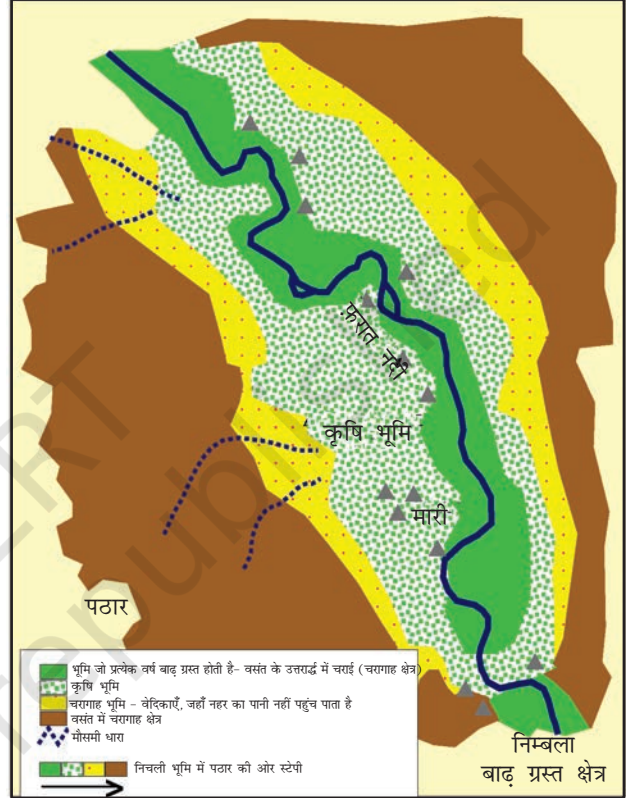 फ़रात नदी
कृषि भूमि
मारी
पठार
भूमि जो प्रत्येक वर्ष बाढ़ ग्रस्त होती है- वसंत के उत्तरार्द्ध में चराई (चरागाह क्षेत्र)
कृषि भूमि
चरागाह भूमि - वेदिकाएँ, जहाँ नहर का पानी नहीं पहुंच पाता है
वसंत में चरागाह क्षेत्र
मौसमी धारा
निचली भूमि में पठार की ओर स्टेपी
निम्बला
बाढ़ ग्रस्त क्षेत्र